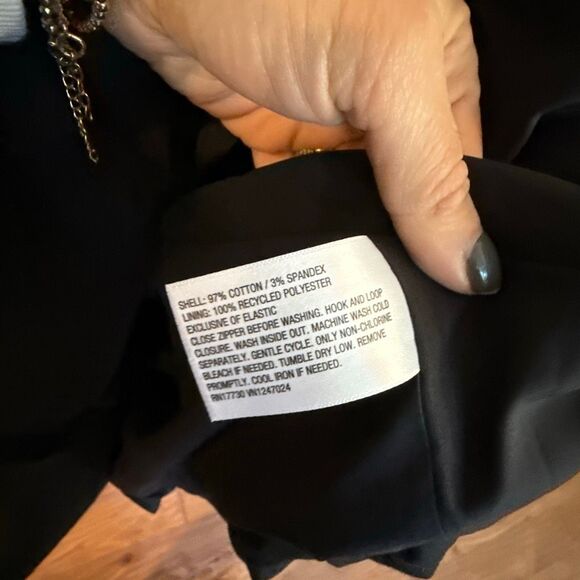 SHELL: 97% COTTON / 3% SPANDEX
LINING: 100% RECYCLED POLYESTER
EXCLUSIVE OF ELASTIC
CLOSE ZIPPER BEFORE WASHING. HOOK AND LOOP
CLOSURE. WASH INSIDE OUT. MACHINE WASH COLD
SEPARATELY. GENTLE CYCLE. ONLY NON-CHLORINE
BLEACH IF NEEDED. TUMBLE DRY LOW. REMOVE
PROMPTLY. COOL IRON IF NEEDED.
RN17730 VN1247024